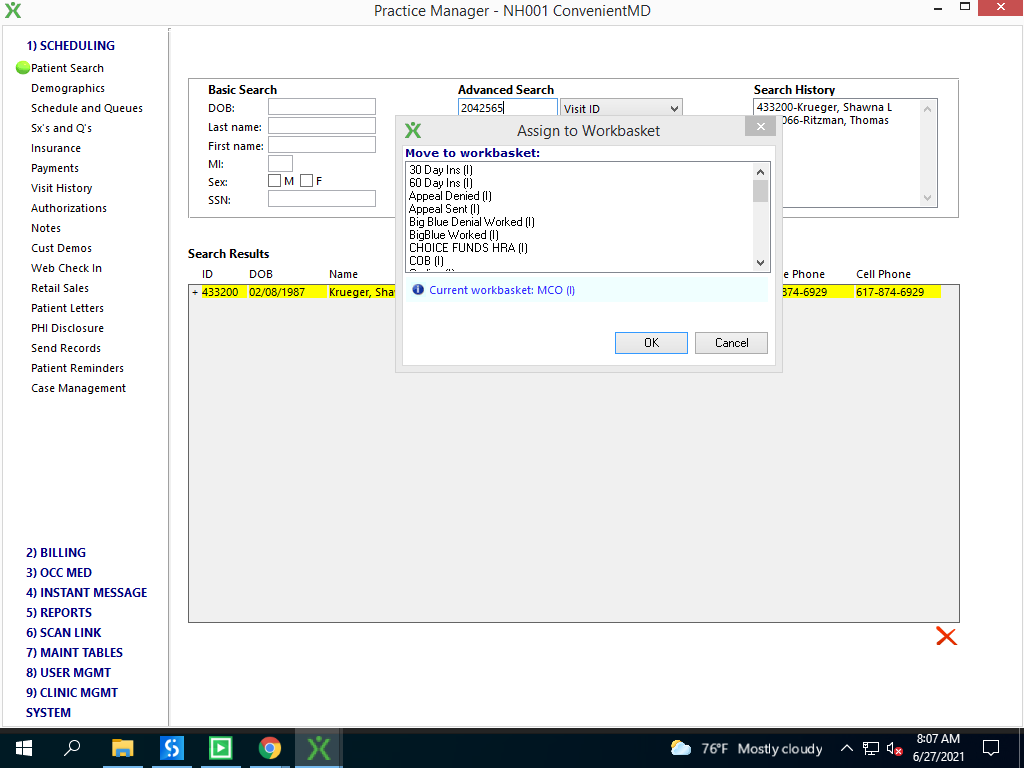 Practice Manager - NH001 ConvenientMD
1) SCHEDULING
Patient Search
Demographics
Schedule and Queues
Sx's and Q's
Insurance
Payments
Visit History
Authorizations
Notes
Cust Demos
Web Check In
Retail Sales
Patient Letters
PHI Disclosure
Send Records
Patient Reminders
Case Management
2) BILLING
3) OCC MED
4) INSTANT MESSAGE
5) REPORTS
6) SCAN LINK
7) MAINT TABLES
8) USER MGMT
9) CLINIC MGMT
SYSTEM
Basic Search
DOB:
Last name:
First name:
MI:
Sex: M F
SSN:
Advanced Search
2042565 Visit ID
Search History
433200-Krueger, Shawna L
066-Ritzman, Thomas
Assign to Workbasket
Move to workbasket:
30 Day Ins (I)
60 Day Ins (I)
Appeal Denied (I)
Appeal Sent (I)
Big Blue Denial Worked (I)
BigBlue Worked (I)
CHOICE FUNDS HRA (I)
COB (I)
Current workbasket: MCO (I)
OK Cancel
Search Results
ID DOB Name e Phone Cell Phone
+ 433200 02/08/1987 Krueger, Sha 874-6929 617-874-6929
76°F Mostly cloudy
8:07 AM
6/27/2021